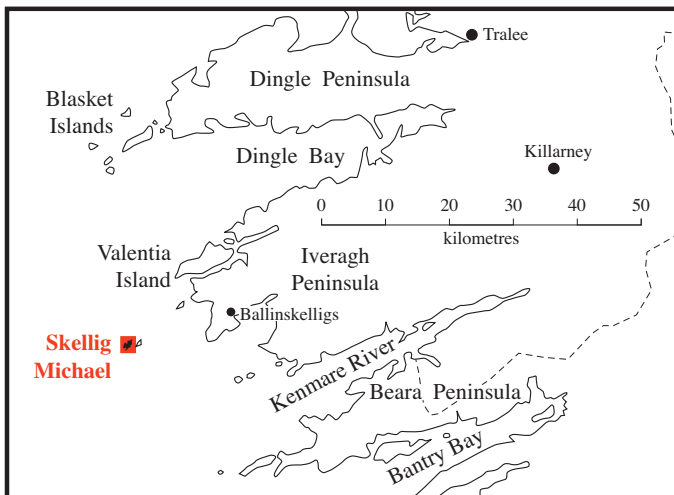 Tralee
Dingle Peninsula
Blasket
Islands
Dingle Bay
Killarney
0 10 20 30 40 50
kilometres
Valentia
Island
Iveragh
Peninsula
Ballinskelligs
Skellig
Michael
Kenmare River
Beara Peninsula
Bantry Bay